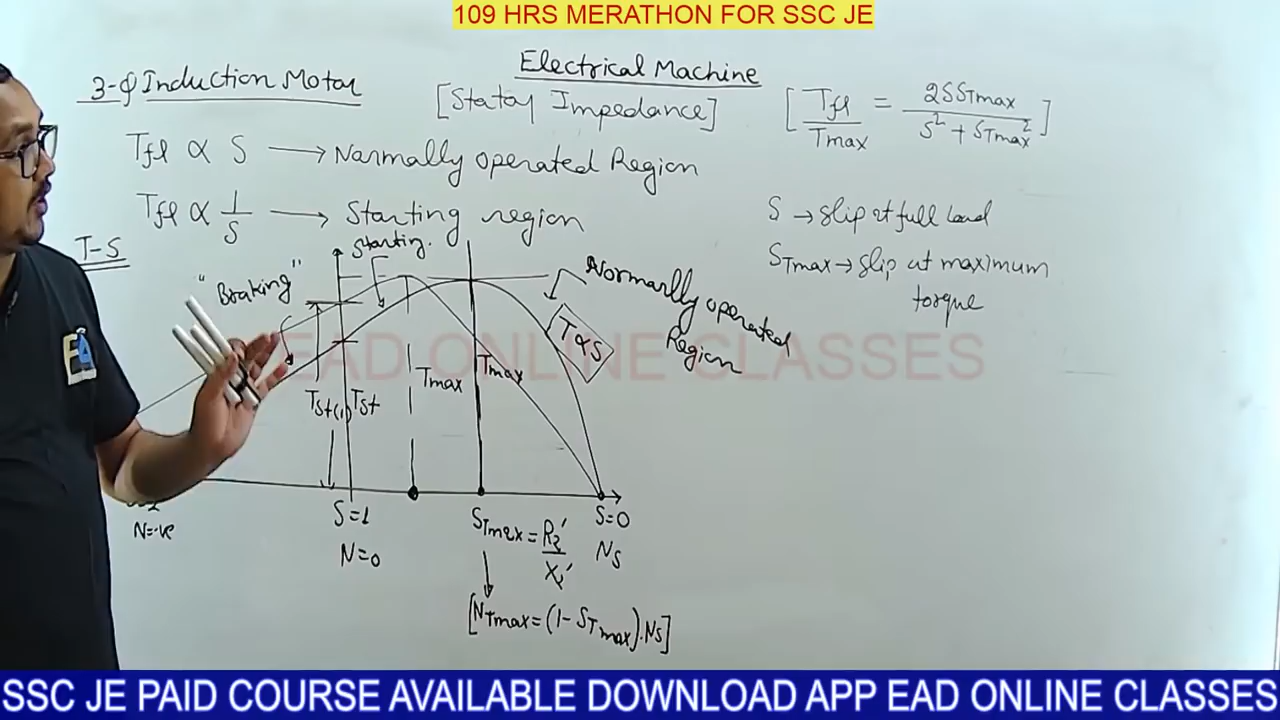 109 HRS MERATHON FOR SSC JE
Electrical Machine
3-ϕ Induction Motor
[Statoy Impedance]
[Tfl/Tmax = 2SSTmax/S²+STmax²]
Tfl ∝ S → Normally operated Region
Tfl ∝ 1/S → Starting region
S → slip at full load
STmax → slip at maximum torque
T-S
Starting.
"Braking"
Normally operated
Region
T∝S
EAD ONLINE CLASSES
Tmax
Tmax
Tst(1)
Tst
N=-ve
S=1
N=0
STmax = R2'/X2'
S=0
Ns
[NTmax = (1-STmax).Ns]
SSC JE PAID COURSE AVAILABLE DOWNLOAD APP EAD ONLINE CLASSES